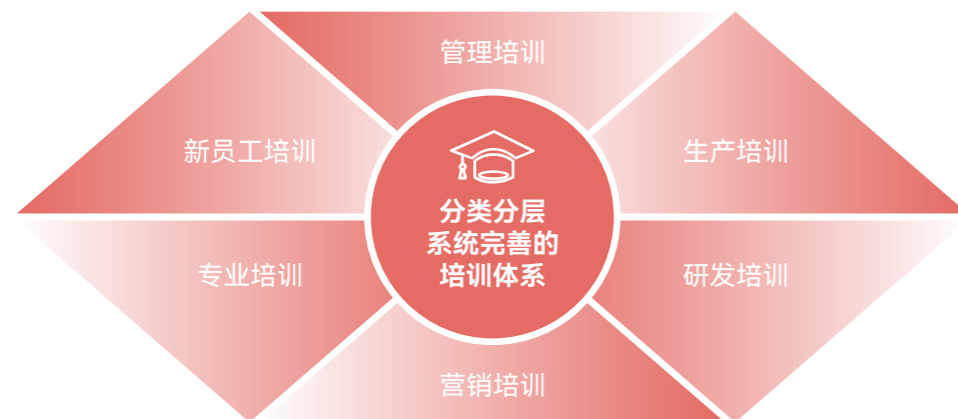 管理培训
新员工培训
生产培训
分类分层
系统完善的
培训体系
专业培训
研发培训
营销培训